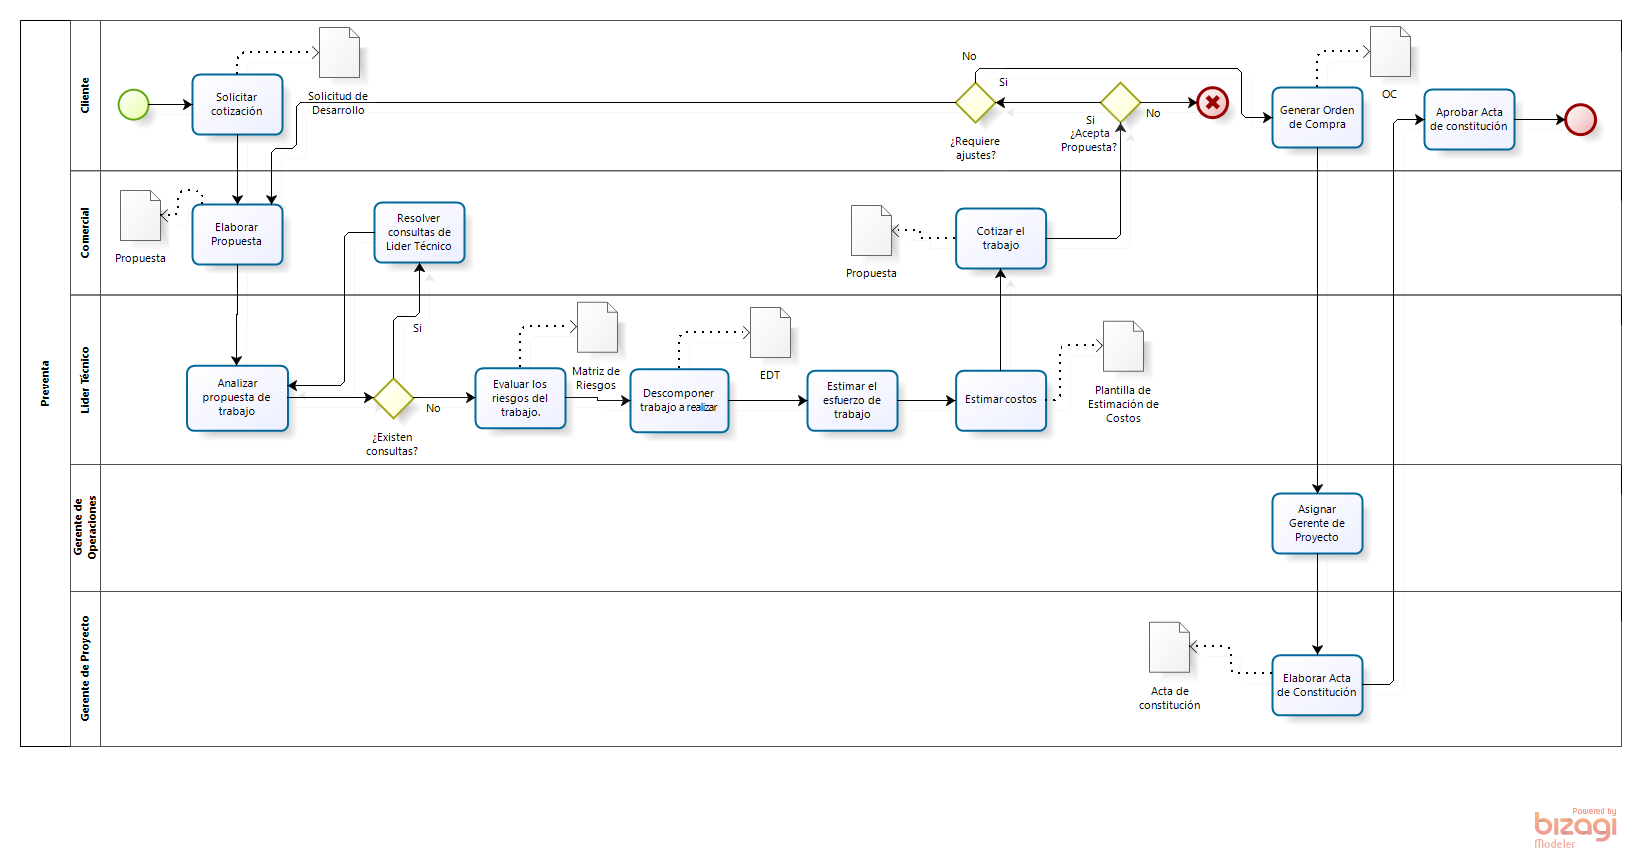 Preventa
Cliente
Solicitar
cotización
Solicitud de
Desarrollo
No
Si
¿Requiere
ajustes?
Si
¿Acepta
Propuesta?
No
Generar Orden
de Compra
OC
Aprobar Acta
de constitución
Comercial
Propuesta
Elaborar
Propuesta
Resolver
consultas de
Lider Técnico
Propuesta
Cotizar el
trabajo
Líder Técnico
Analizar
propuesta de
trabajo
Si
¿Existen
consultas?
No
Evaluar los
riesgos del
trabajo.
Matriz de
Riesgos
Descomponer
trabajo a realizar
EDT
Estimar el
esfuerzo de
trabajo
Estimar costos
Plantilla de
Estimación de
Costos
Gerente de
Operaciones
Asignar
Gerente de
Proyecto
Gerente de Proyecto
Acta de
constitución
Elaborar Acta
de Constitución
Powered by
bizagi
Modeler